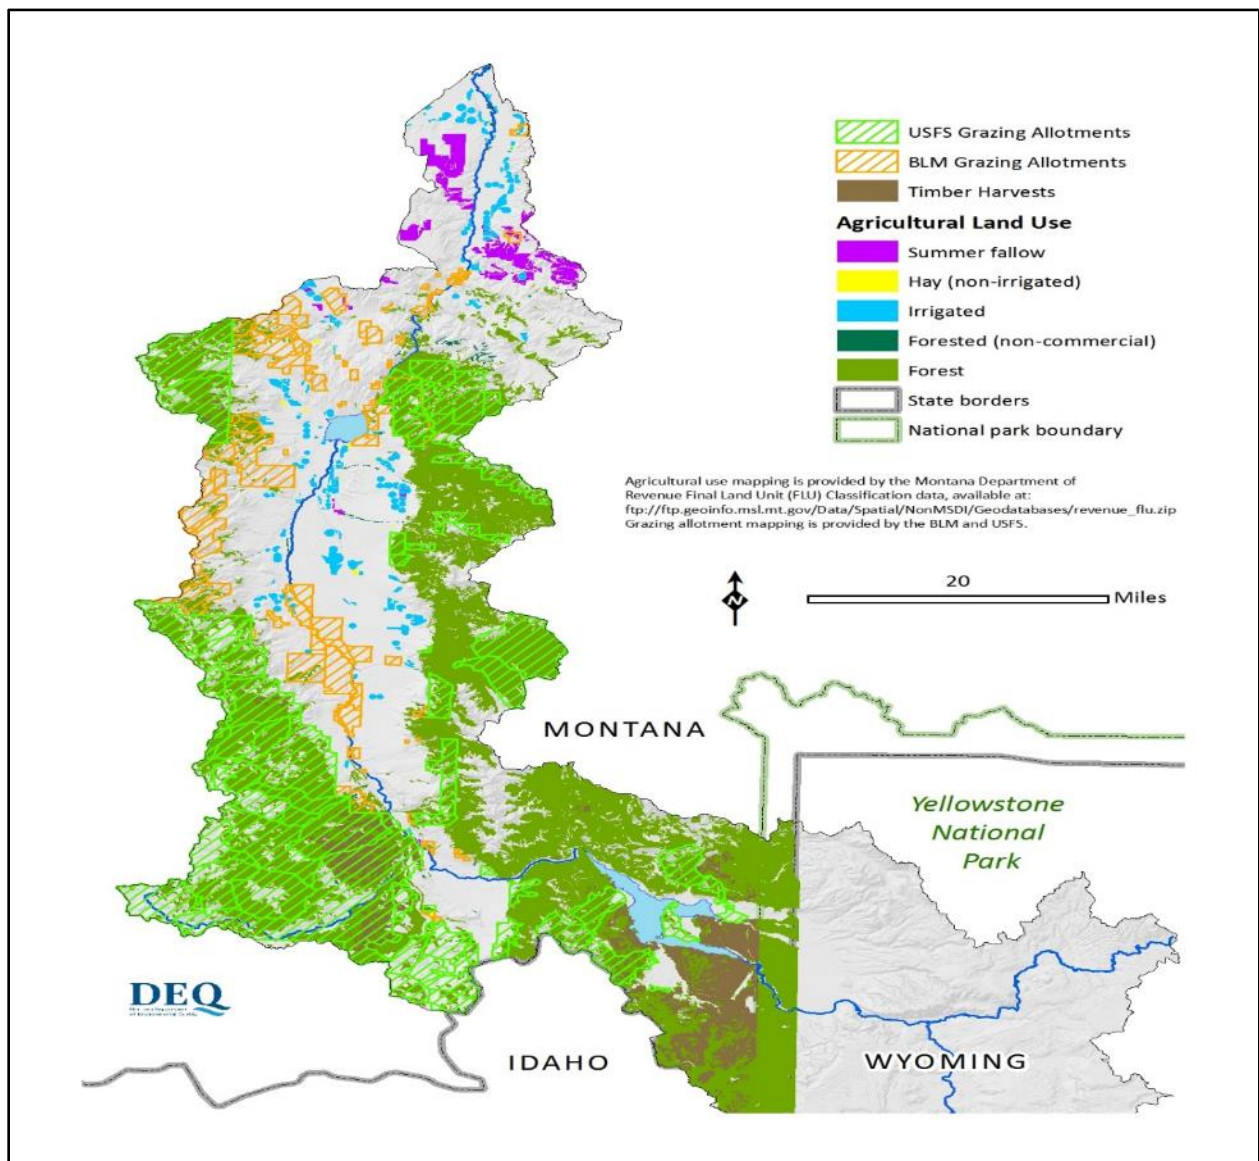 USFS Grazing Allotments
BLM Grazing Allotments
Timber Harvests
Agricultural Land Use
Summer fallow
Hay (non-irrigated)
Irrigated
Forested (non-commercial)
Forest
State borders
National park boundary
Agricultural use mapping is provided by the Montana Department of
Revenue Final Land Unit (FLU) Classification data, available at:
ftp://ftp.geoinfo.msl.mt.gov/Data/Spatial/NonMSDI/Geodatabases/revenue_flu.zip
Grazing allotment mapping is provided by the BLM and USFS.
N
20
Miles
MONTANA
Yellowstone
National
Park
DEQ
IDAHO
WYOMING